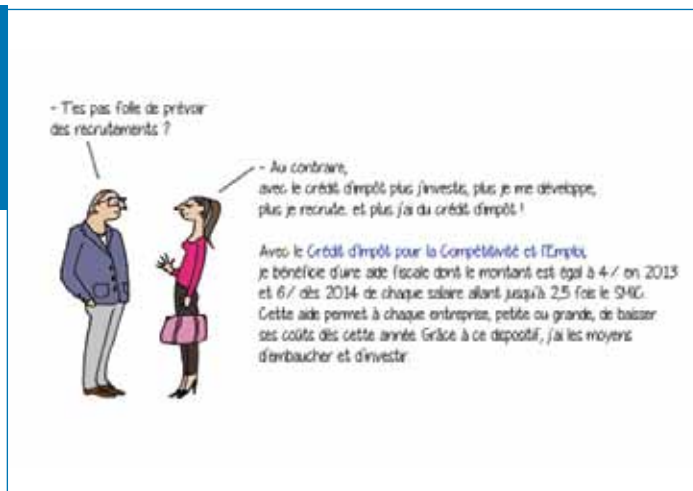 - T'es pas folle de prévoir
des recrutements ?
- Au contraire,
avec le crédit d'impôt plus j'investis, plus je me développe,
plus je recrute. et plus j'ai du crédit d'impôt !
Avec le Crédit d'Impôt pour la Compétitivité et l'Emploi,
je bénéficie d'une aide fiscale dont le montant est égal à 4% en 2013
et 6% dès 2014 de chaque salaire allant jusqu'à 2,5 fois le SMIC.
Cette aide permet à chaque entreprise, petite ou grande, de baisser
ses coûts dès cette année. Grâce à ce dispositif, j'ai les moyens
d'embaucher et d'investir.